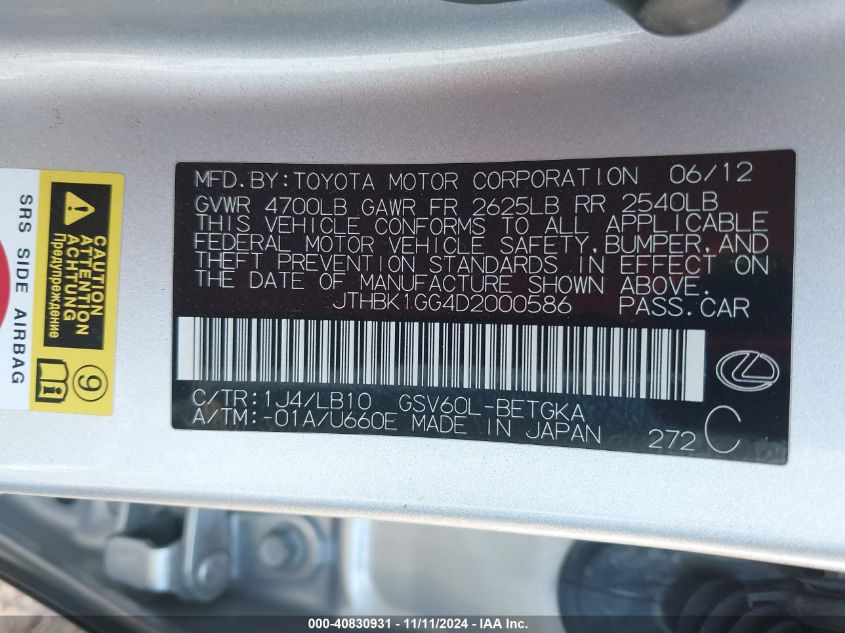 SRS SIDE AIRBAG
CAUTION
ATTENTION
ACHTUNG
Предупреждение
9
MFD.BY:TOYOTA MOTOR CORPORATION 06/12
GVWR 4700LB GAWR FR 2625LB RR 2540LB
THIS VEHICLE CONFORMS TO ALL APPLICABLE
FEDERAL MOTOR VEHICLE SAFETY, BUMPER, AND
THEFT PREVENTION STANDARDS IN EFFECT ON
THE DATE OF MANUFACTURE SHOWN ABOVE.
JTHBK1GG4D2000586 PASS.CAR
C/TR:1J4/LB10 GSV60L-BETGKA
A/TM:-01A/U660E MADE IN JAPAN 272 C
000-40830931 - 11/11/2024 - IAA Inc.